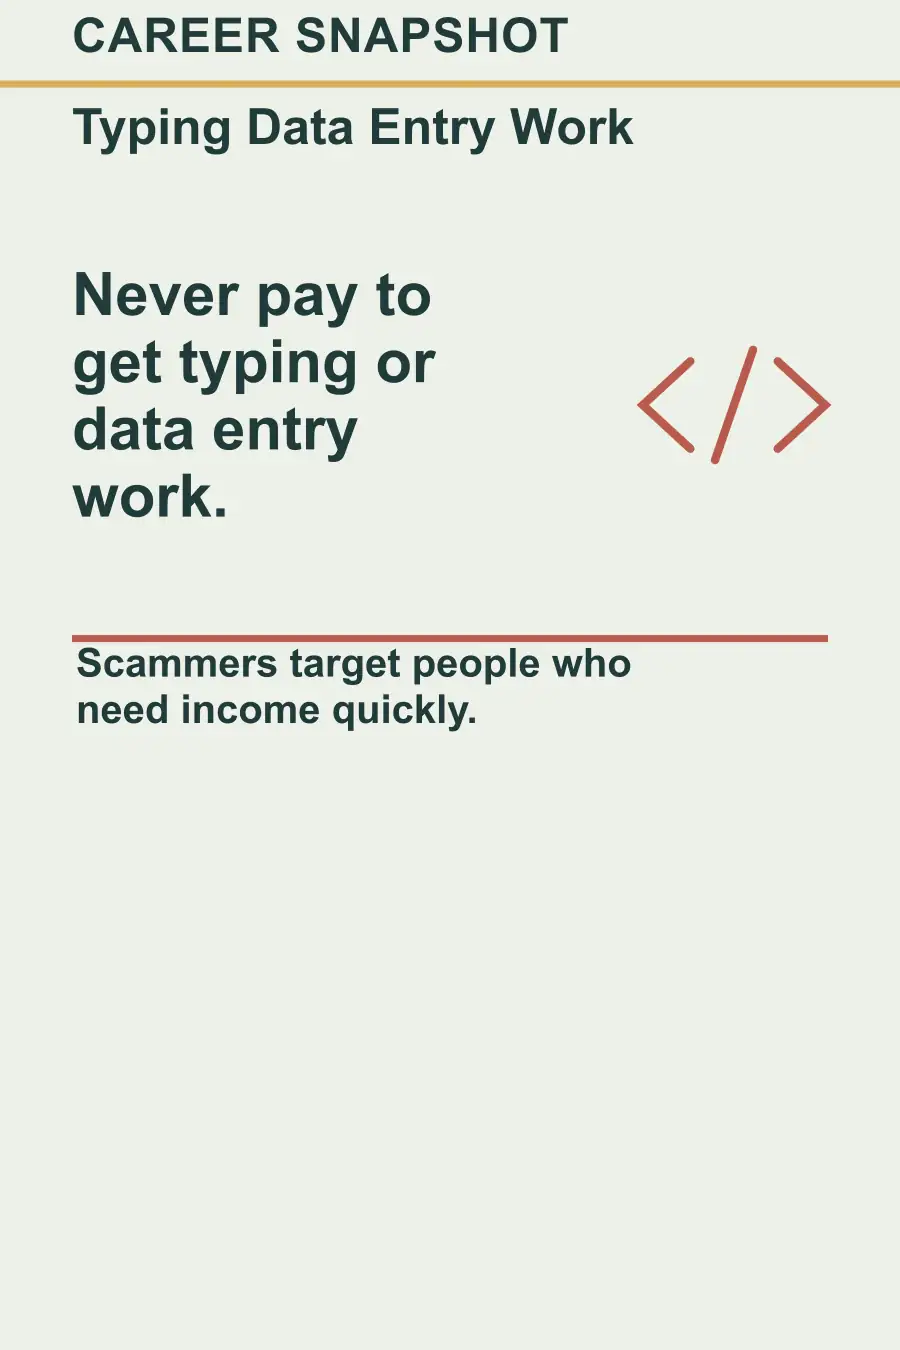 CAREER SNAPSHOT
Typing Data Entry Work
Never pay to
get typing or
data entry
work.
Scammers target people who
need income quickly.